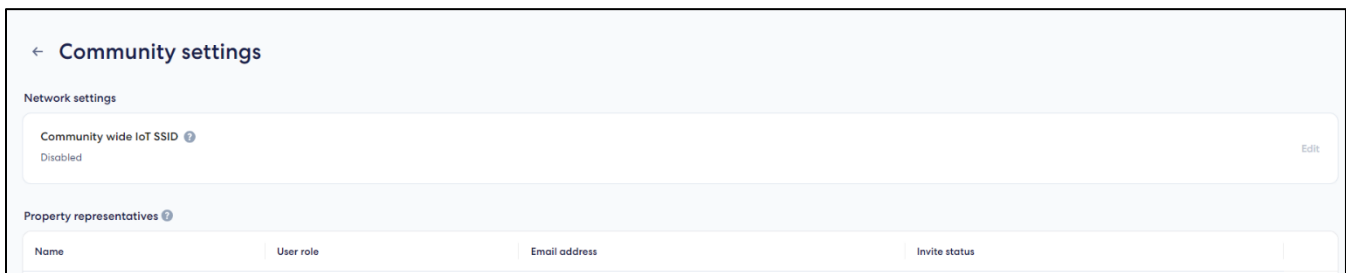 Community settings
Network settings
Community wide IoT SSID
Disabled
Edit
Property representatives
Name User role Email address Invite status